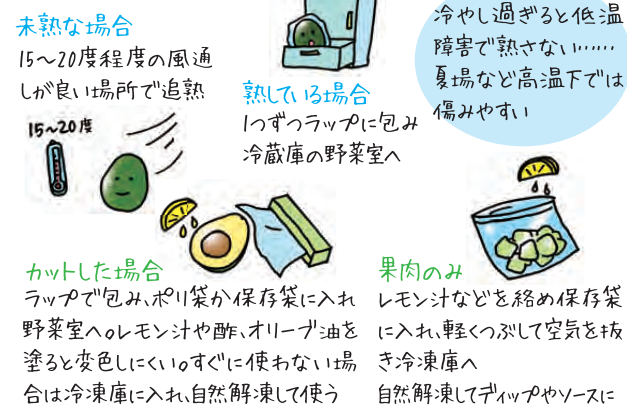 未熟な場合
15〜20度程度の風通
しが良い場所で追熟
15〜20度
熟している場合
1つずつラップに包み
冷蔵庫の野菜室へ
冷やし過ぎると低温
障害で熟さない……
夏場など高温下では
傷みやすい
カットした場合
ラップで包み、ポリ袋か保存袋に入れ
野菜室へ。レモン汁や酢、オリーブ油を
塗ると変色しにくい。すぐに使わない場
合は冷凍庫に入れ、自然解凍して使う
果肉のみ
レモン汁などを絡め保存袋
に入れ、軽くつぶして空気を抜
き冷凍庫へ
自然解凍してディップやソースに